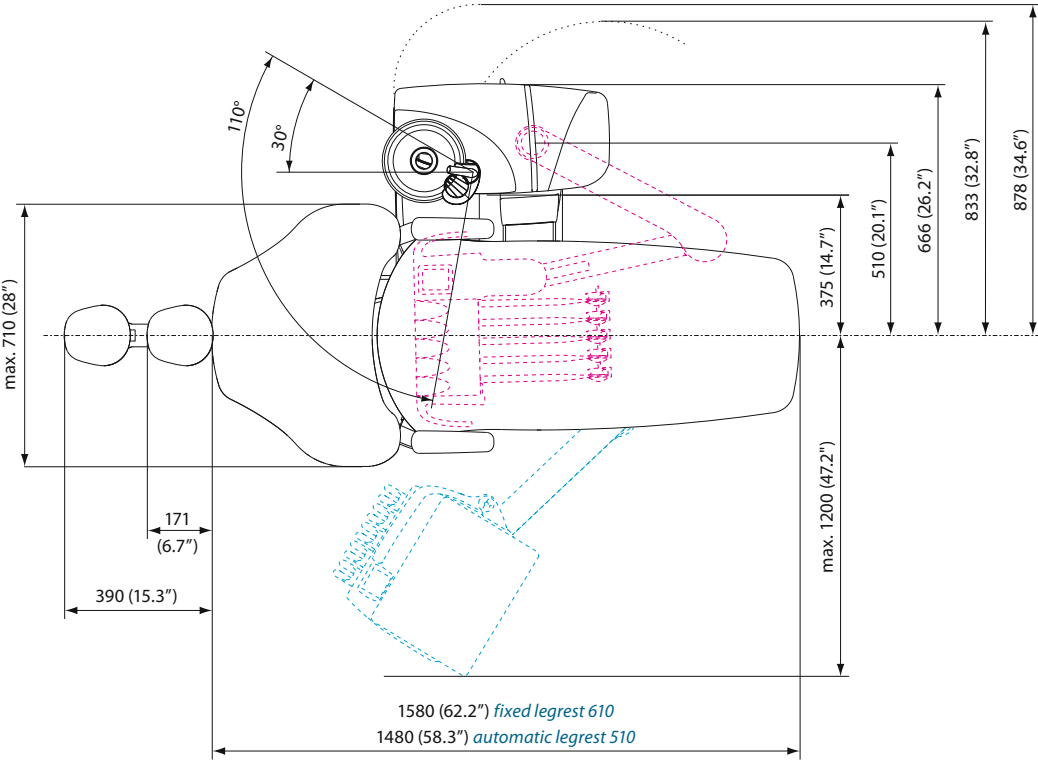 110°
30°
878 (34.6”)
833 (32.8”)
666 (26.2”)
510 (20.1”)
375 (14.7”)
max. 710 (28”)
max. 1200 (47.2”)
171
(6.7”)
390 (15.3”)
1580 (62.2”) fixed legrest 610
1480 (58.3”) automatic legrest 510